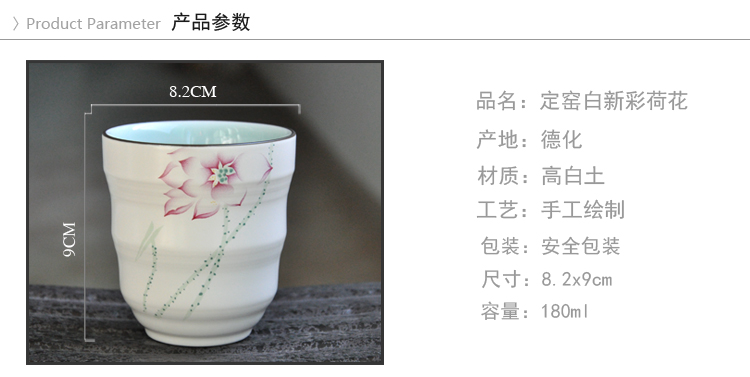 〉Product Parameter 产品参数
8.2CM
9CM
品名：定窑白新彩荷花
产地：德化
材质：高白土
工艺：手工绘制
包装：安全包装
尺寸：8.2x9cm
容量：180ml